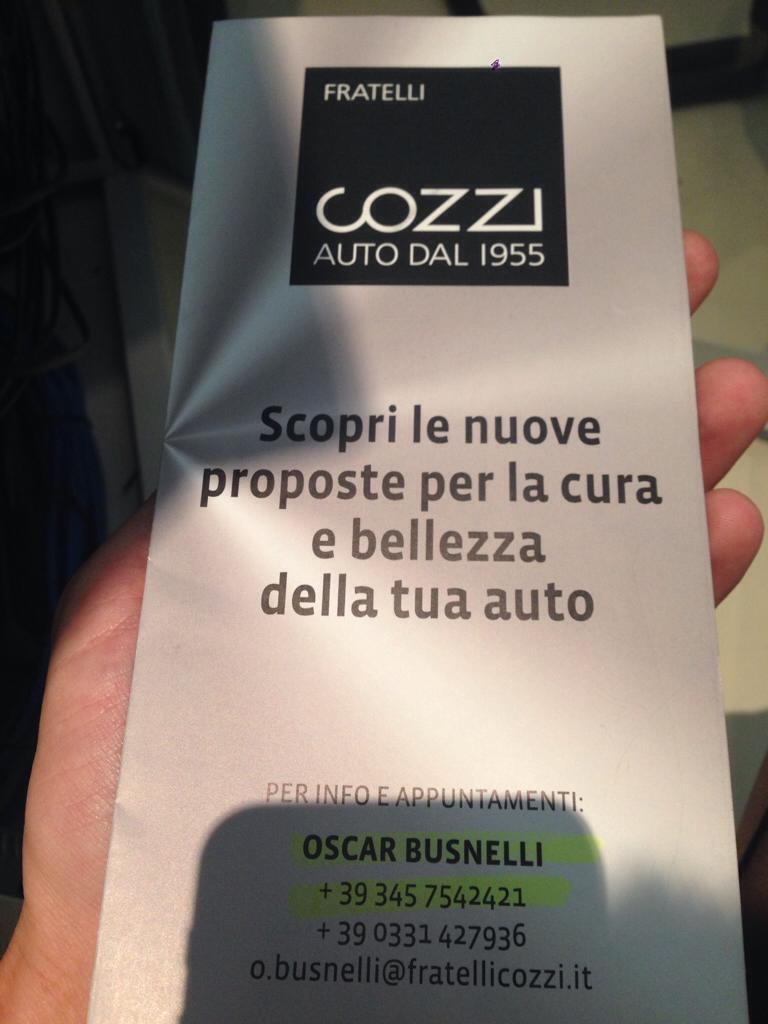 FRATELLI
COZZI
AUTO DAL 1955
Scopri le nuove
proposte per la cura
e bellezza
della tua auto
PER INFO E APPUNTAMENTI:
OSCAR BUSNELLI
+ 39 345 7542421
+ 39 0331 427936
o.busnelli@fratellicozzi.it